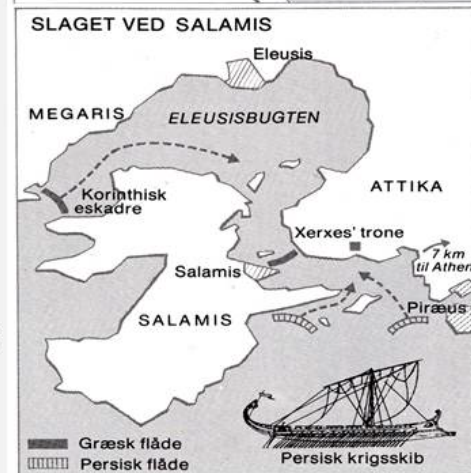 SLAGET VED SALAMIS
Eleusis
MEGARIS
ELEUSISBUGTEN
Korinthisk
eskadre
ATTIKA
Xerxes' trone
7 km
til Athen
Salamis
Piræus
SALAMIS
Græsk flåde
Persisk flåde
Persisk krigsskib